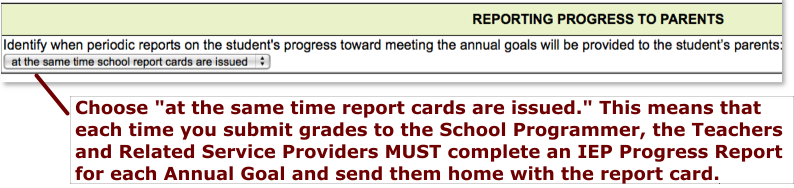 REPORTING PROGRESS TO PARENTS
Identify when periodic reports on the student's progress toward meeting the annual goals will be provided to the student's parents:
at the same time school report cards are issued
Choose "at the same time report cards are issued." This means that
each time you submit grades to the School Programmer, the Teachers
and Related Service Providers MUST complete an IEP Progress Report
for each Annual Goal and send them home with the report card.